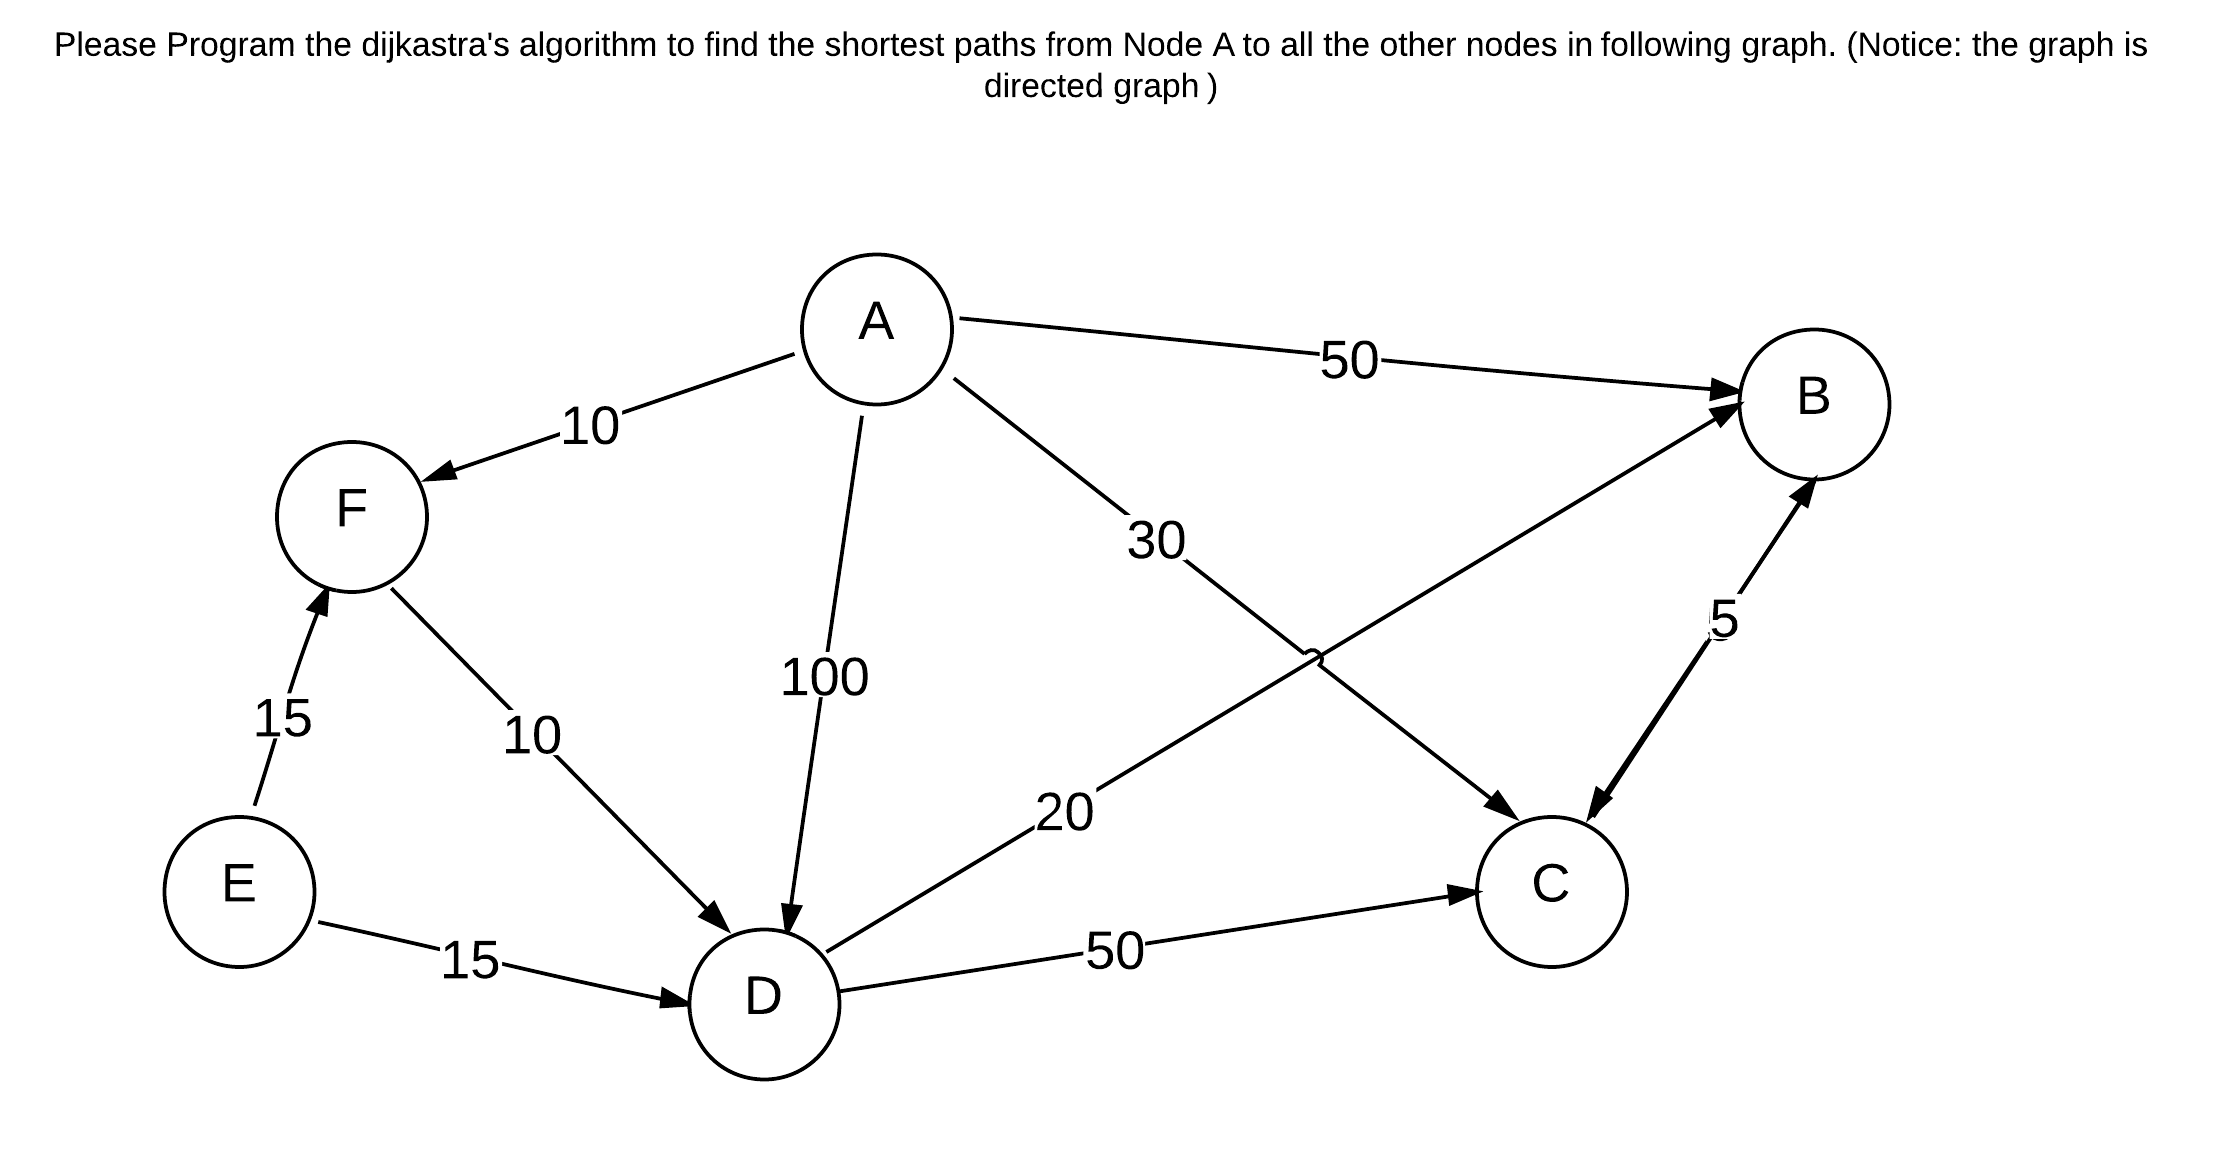 Please Program the dijkastra's algorithm to find the shortest paths from Node A to all the other nodes in following graph. (Notice: the graph is
directed graph )
A
50
B
10
F
30
5
100
15
10
20
E
C
15
50
D